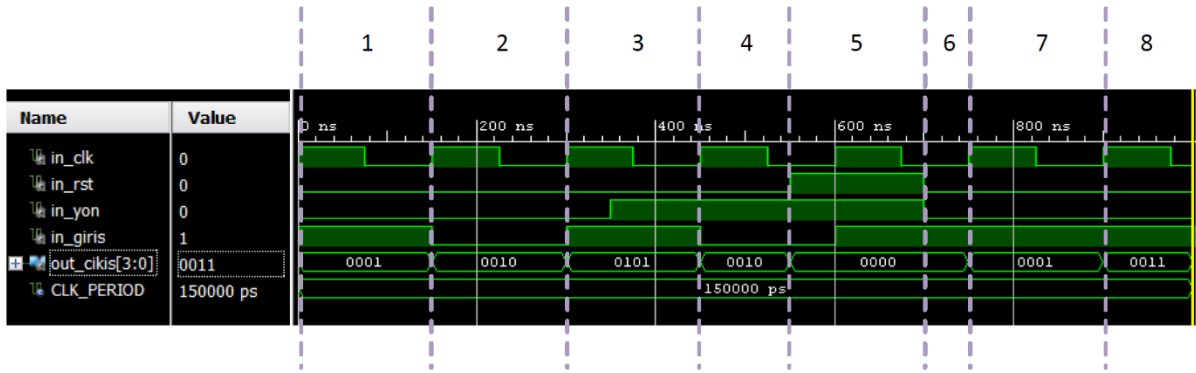 1 2 3 4 5 6 7 8
Name Value
0 ns 200 ns 400 ns 600 ns 800 ns
in_clk 0
in_rst 0
in_yon 0
in_giris 1
out_cikis[3:0] 0011 0001 0010 0101 0010 0000 0001 0011
CLK_PERIOD 150000 ps 150000 ps